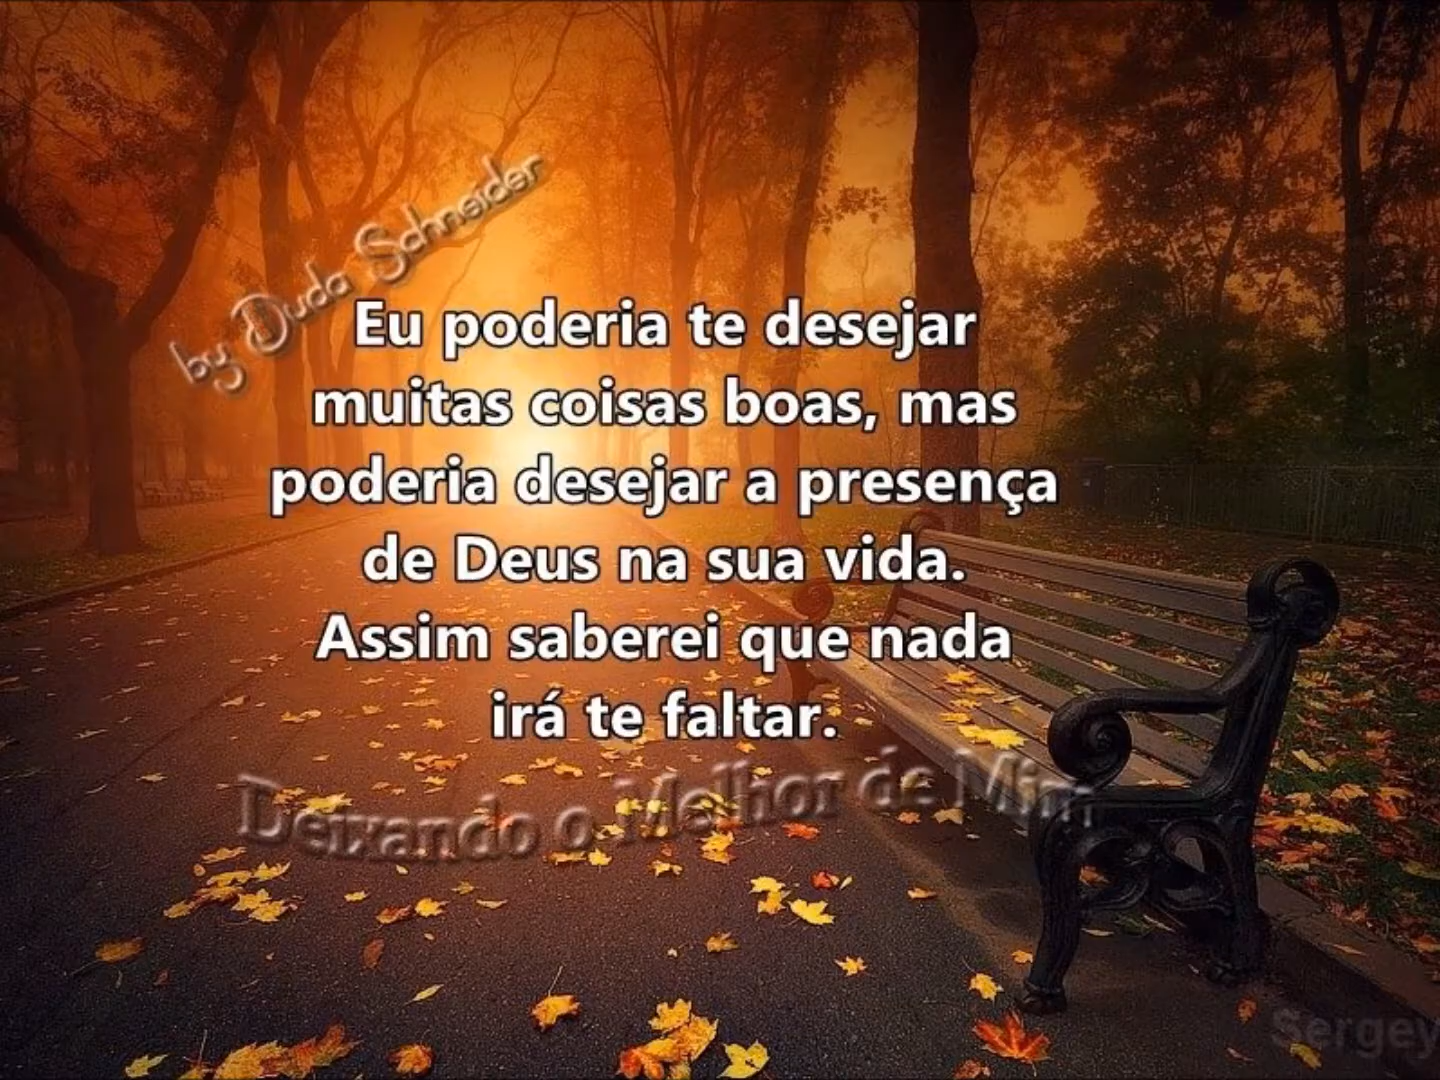 by Duda Schneider
Eu poderia te desejar
muitas coisas boas, mas
poderia desejar a presença
de Deus na sua vida.
Assim saberei que nada
irá te faltar.
Deixando o Melhor de Mim
Sergey